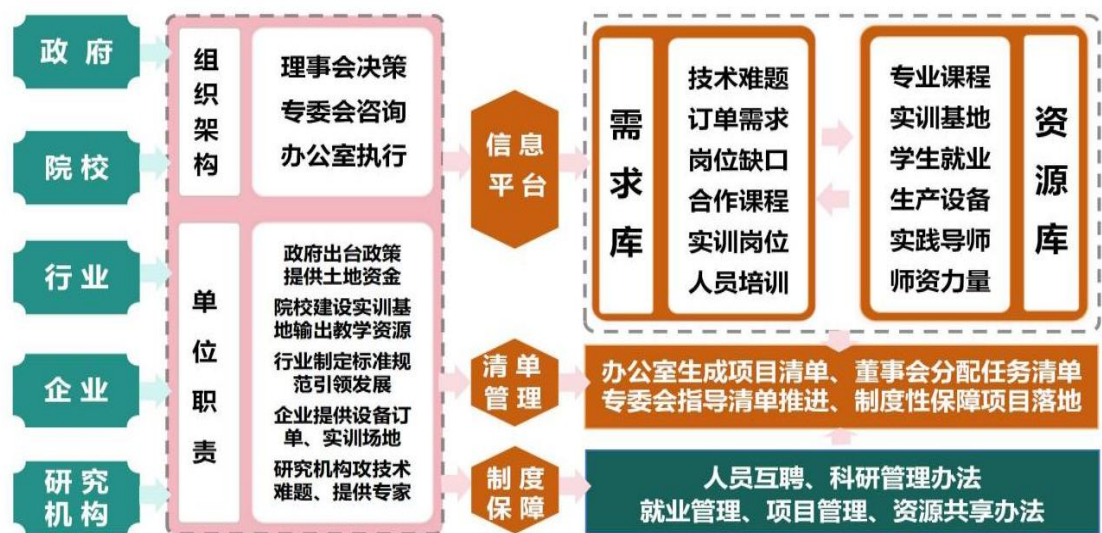 政府
院校
行业
企业
研究
机构
组织架构
理事会决策
专委会咨询
办公室执行
单位职责
政府出台政策
提供土地资金
院校建设实训基
地输出教学资源
行业制定标准规
范引领发展
企业提供设备订
单、实训场地
研究机构攻技术
难题、提供专家
信息
平台
清单
管理
制度
保障
需求库
技术难题
订单需求
岗位缺口
合作课程
实训岗位
人员培训
专业课程
实训基地
学生就业
生产设备
实践导师
师资力量
资源库
办公室生成项目清单、董事会分配任务清单
专委会指导清单推进、制度性保障项目落地
人员互聘、科研管理办法
就业管理、项目管理、资源共享办法